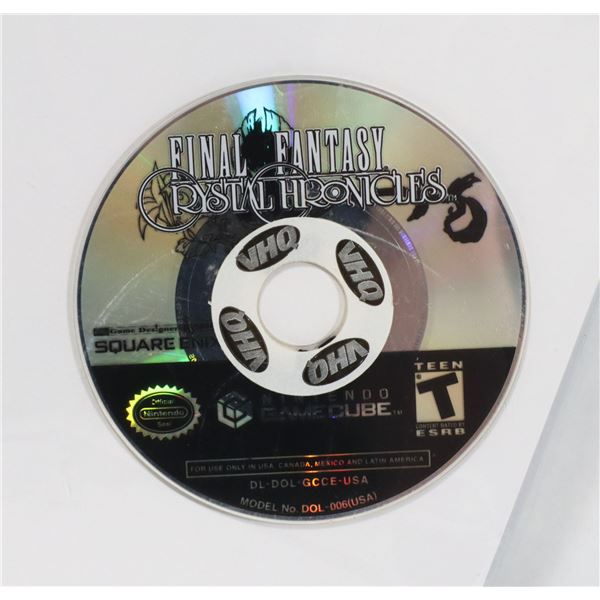 FINAL FANTASY
CRYSTAL CHRONICLES™
VHQ
VHQ
VHQ
VHQ
Game Designers
SQUARE ENIX
Official
Nintendo
Seal
NINTENDO
GAMECUBE™
TEEN
T
CONTENT RATED BY
ESRB
FOR USE ONLY IN USA, CANADA, MEXICO AND LATIN AMERICA
DL-DOL-GCCE-USA
MODEL No. DOL-006(USA)